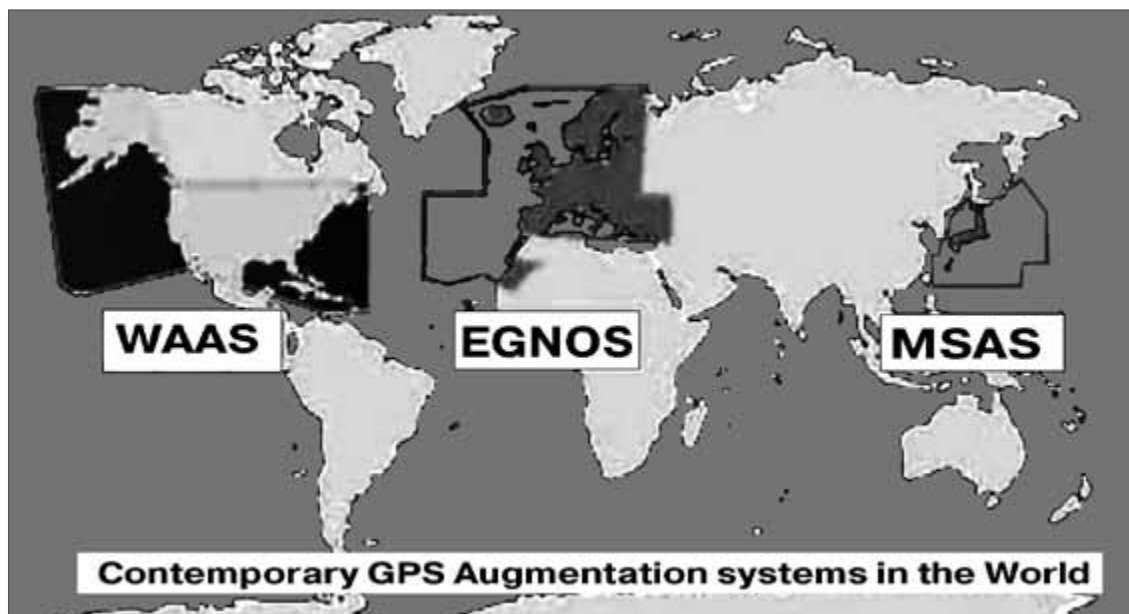 WAAS
EGNOS
MSAS
Contemporary GPS Augmentation systems in the World